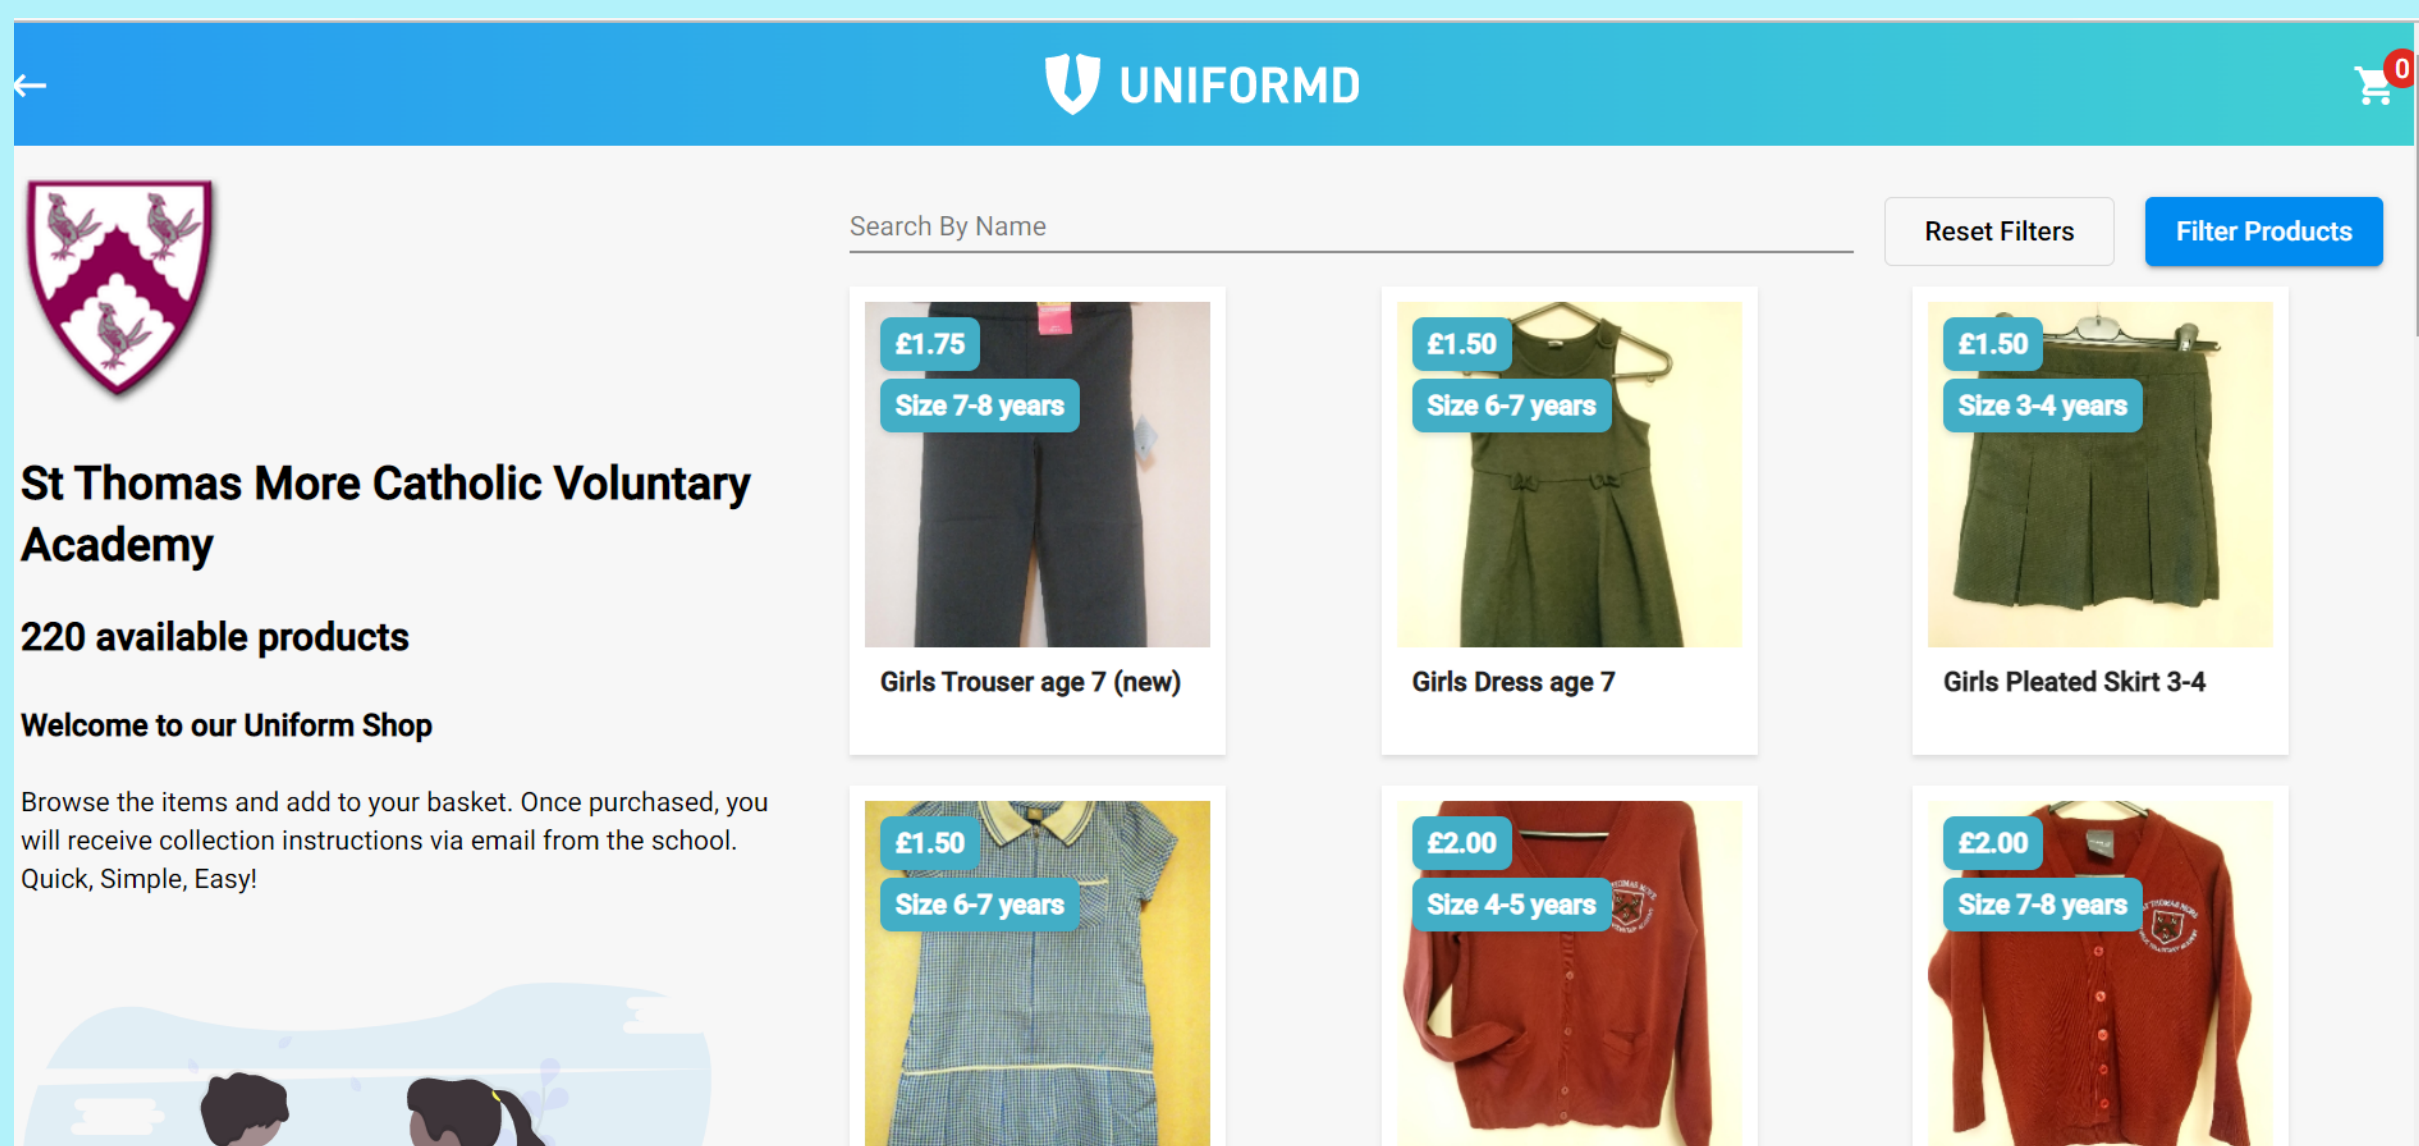 UNIFORMD
0
Search By Name
Reset Filters
Filter Products
St Thomas More Catholic Voluntary
Academy
220 available products
Welcome to our Uniform Shop
Browse the items and add to your basket. Once purchased, you
will receive collection instructions via email from the school.
Quick, Simple, Easy!
£1.75
Size 7-8 years
Girls Trouser age 7 (new)
£1.50
Size 6-7 years
Girls Dress age 7
£1.50
Size 3-4 years
Girls Pleated Skirt 3-4
£1.50
Size 6-7 years
£2.00
Size 4-5 years
£2.00
Size 7-8 years